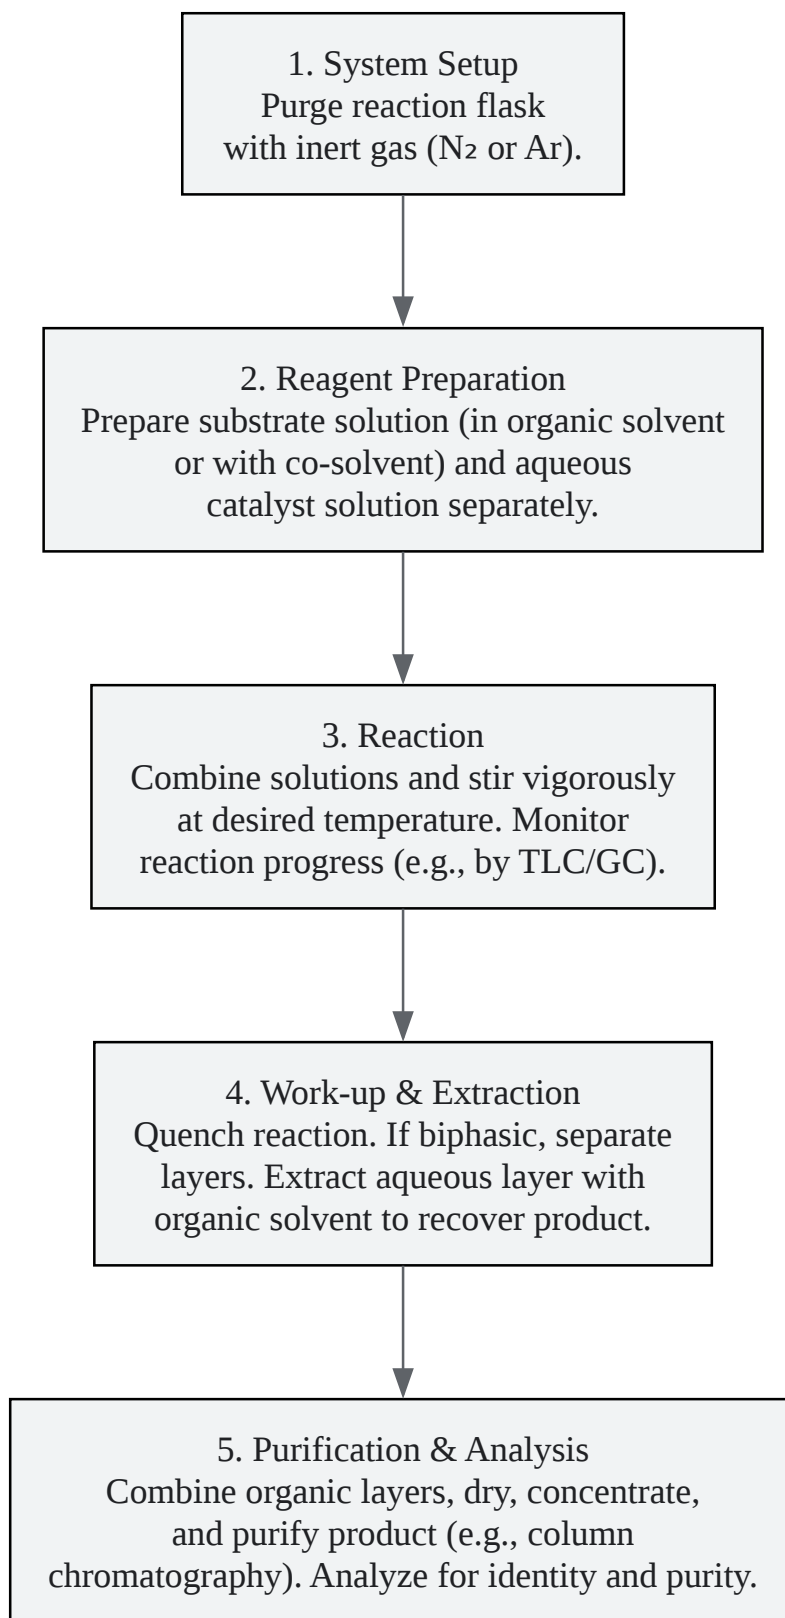 1. System Setup
Purge reaction flask
with inert gas (N₂ or Ar).
2. Reagent Preparation
Prepare substrate solution (in organic solvent
or with co-solvent) and aqueous
catalyst solution separately.
3. Reaction
Combine solutions and stir vigorously
at desired temperature. Monitor
reaction progress (e.g., by TLC/GC).
4. Work-up & Extraction
Quench reaction. If biphasic, separate
layers. Extract aqueous layer with
organic solvent to recover product.
5. Purification & Analysis
Combine organic layers, dry, concentrate,
and purify product (e.g., column
chromatography). Analyze for identity and purity.